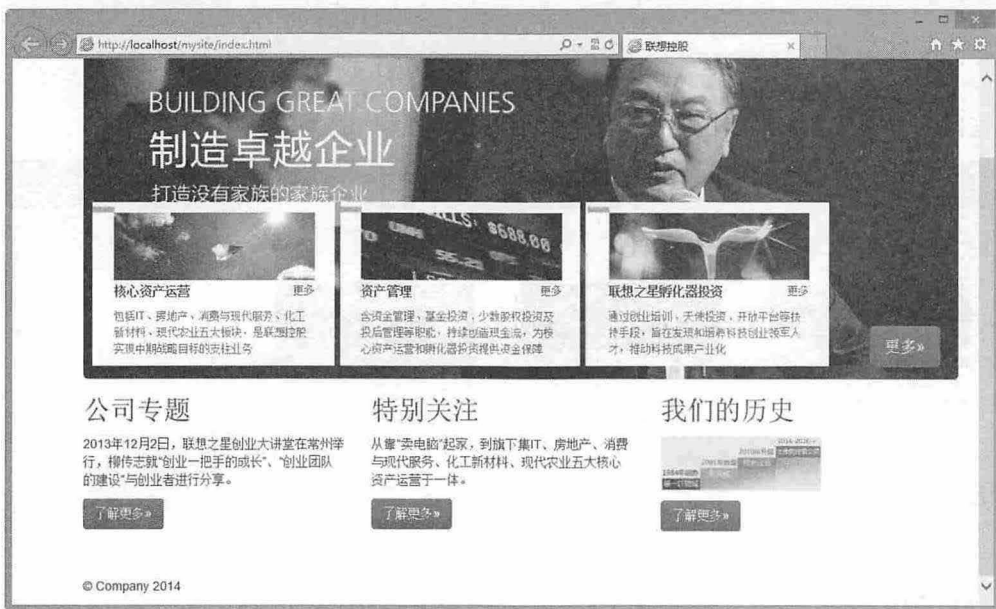 http://localhost/mysite/index.html
联想控股
BUILDING GREAT COMPANIES
制造卓越企业
打造没有家族的家族企业
$688,00
核心资产运营 更多
包括IT、房地产、消费与现代服务、化工
新材料、现代农业五大板块，是联想控股
实现中期战略目标的支柱业务
资产管理 更多
含资金管理、基金投资，少数股权投资及
投后管理等职能，持续创造现金流，为核
心资产运营和孵化器投资提供资金保障
联想之星孵化器投资 更多
通过创业培训、天使投资，开放平台等扶
持手段，旨在发现和培养科技创业领军人
才，推动科技成果产业化
更多»
公司专题
2013年12月2日，联想之星创业大讲堂在常州举
行，柳传志就“创业一把手的成长”、“创业团队
的建设”与创业者进行分享。
了解更多»
特别关注
从靠“卖电脑”起家，到旗下集IT、房地产、消费
与现代服务、化工新材料、现代农业五大核心
资产运营于一体。
了解更多»
我们的历史
了解更多»
© Company 2014